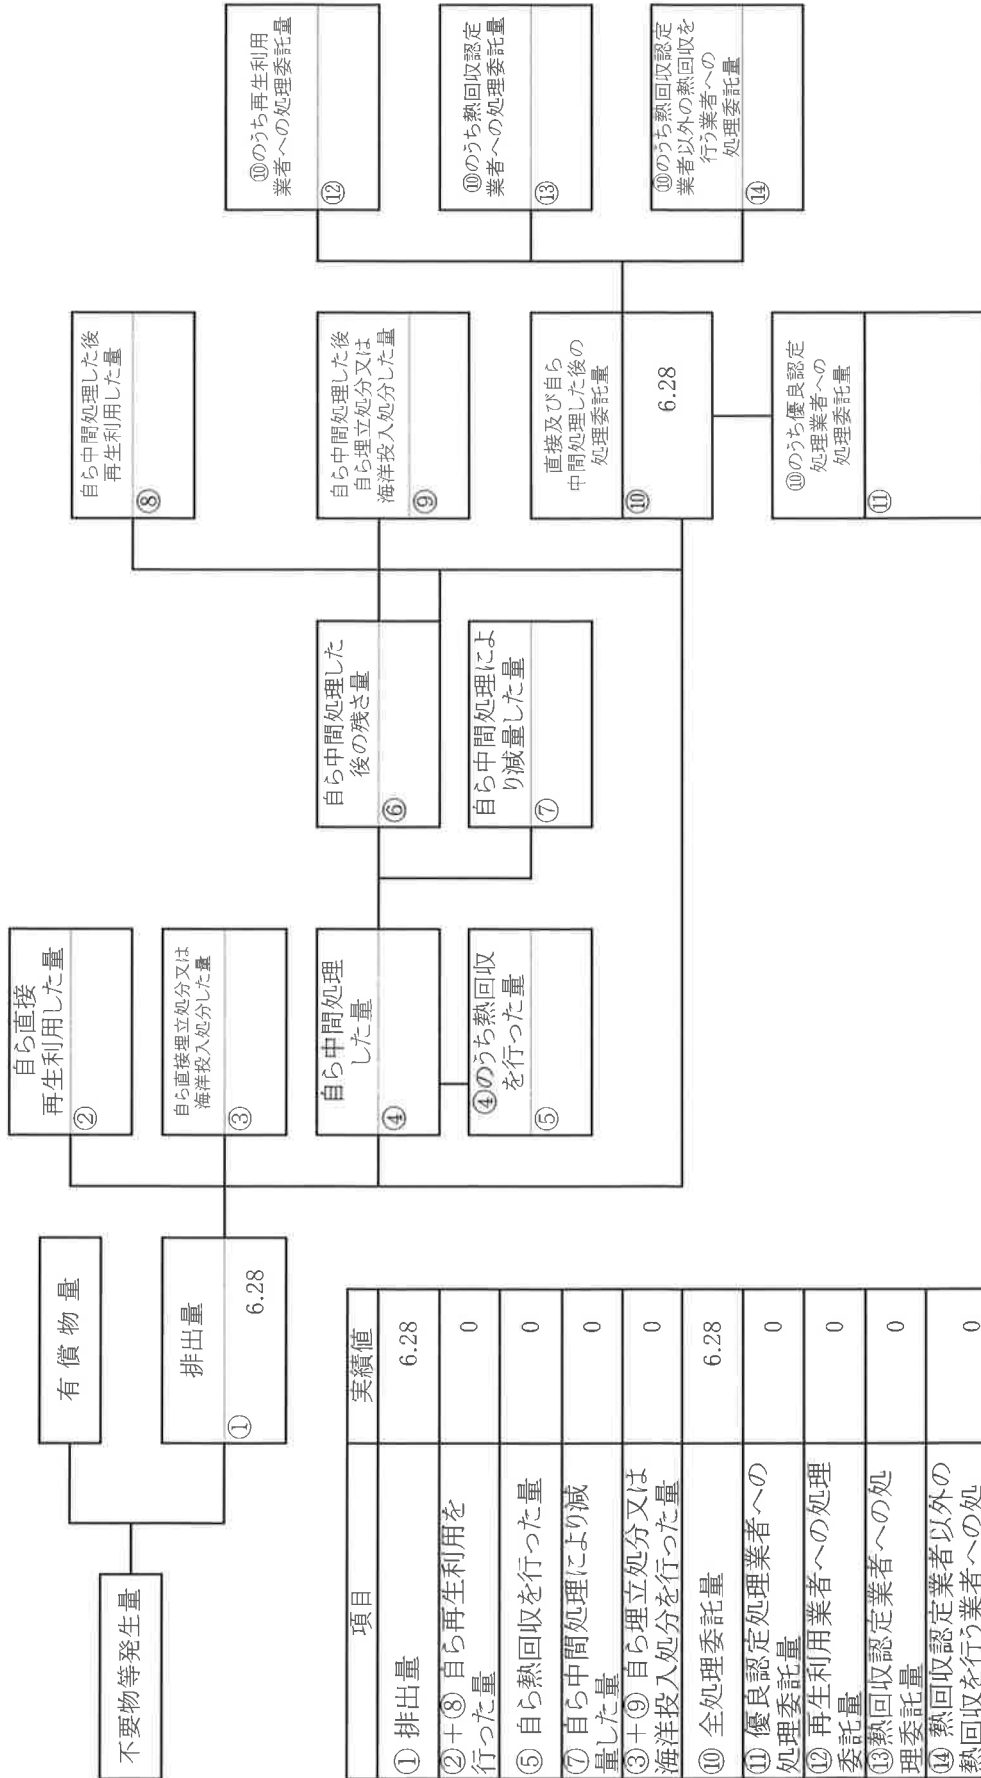 不要物等発生量
有 償 物 量
排出量
①
6.28
自ら直接
再生利用した量
②
自ら直接埋立処分又は
海洋投入処分した量
③
自ら中間処理
した量
④
④のうち熱回収
を行った量
⑤
自ら中間処理した
後の残さ量
⑥
自ら中間処理によ
り減量した量
⑦
自ら中間処理した後
再生利用した量
⑧
自ら中間処理した後
自ら埋立処分又は
海洋投入処分した量
⑨
直接及び自ら
中間処理した後の
処理委託量
⑩
6.28
⑩のうち優良認定
処理業者への
処理委託量
⑪
⑩のうち再生利用
業者への処理委託量
⑫
⑩のうち熱回収認定
業者への処理委託量
⑬
⑩のうち熱回収認定
業者以外の熱回収を
行う業者への
処理委託量
⑭
項目 実績値
① 排出量 6.28
②+⑧ 自ら再生利用を
行った量 0
⑤ 自ら熱回収を行った量 0
⑦ 自ら中間処理により減
量した量 0
③+⑨ 自ら埋立処分又は
海洋投入処分を行った量 0
⑩ 全処理委託量 6.28
⑪ 優良認定処理業者への
処理委託量 0
⑫ 再生利用業者への処理
委託量 0
⑬熱回収認定業者への処
理委託量 0
⑭ 熱回収認定業者以外の
熱回収を行う業者への処 0